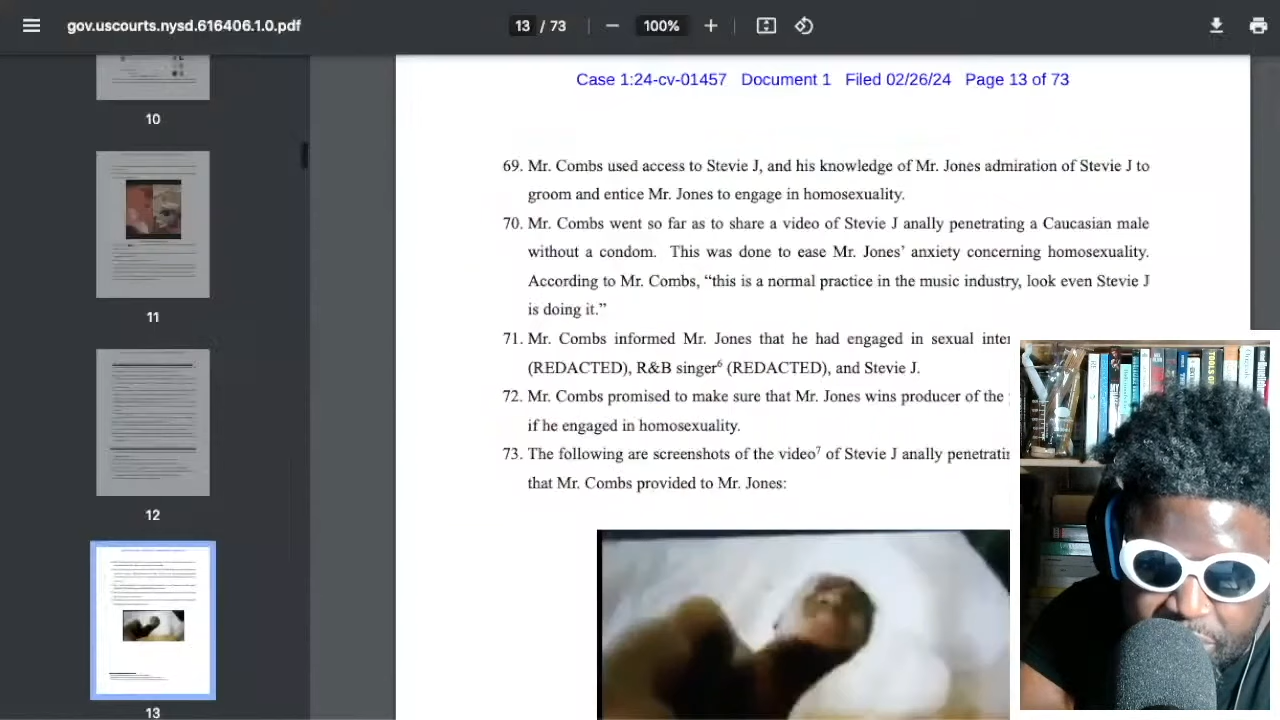 gov.uscourts.nysd.616406.1.0.pdf
13 / 73
100%
10
11
12
13
Case 1:24-cv-01457 Document 1 Filed 02/26/24 Page 13 of 73
69. Mr. Combs used access to Stevie J, and his knowledge of Mr. Jones admiration of Stevie J to
groom and entice Mr. Jones to engage in homosexuality.
70. Mr. Combs went so far as to share a video of Stevie J anally penetrating a Caucasian male
without a condom. This was done to ease Mr. Jones’ anxiety concerning homosexuality.
According to Mr. Combs, “this is a normal practice in the music industry, look even Stevie J
is doing it.”
71. Mr. Combs informed Mr. Jones that he had engaged in sexual inter
(REDACTED), R&B singer6 (REDACTED), and Stevie J.
72. Mr. Combs promised to make sure that Mr. Jones wins producer of the
if he engaged in homosexuality.
73. The following are screenshots of the video7 of Stevie J anally penetratin
that Mr. Combs provided to Mr. Jones: